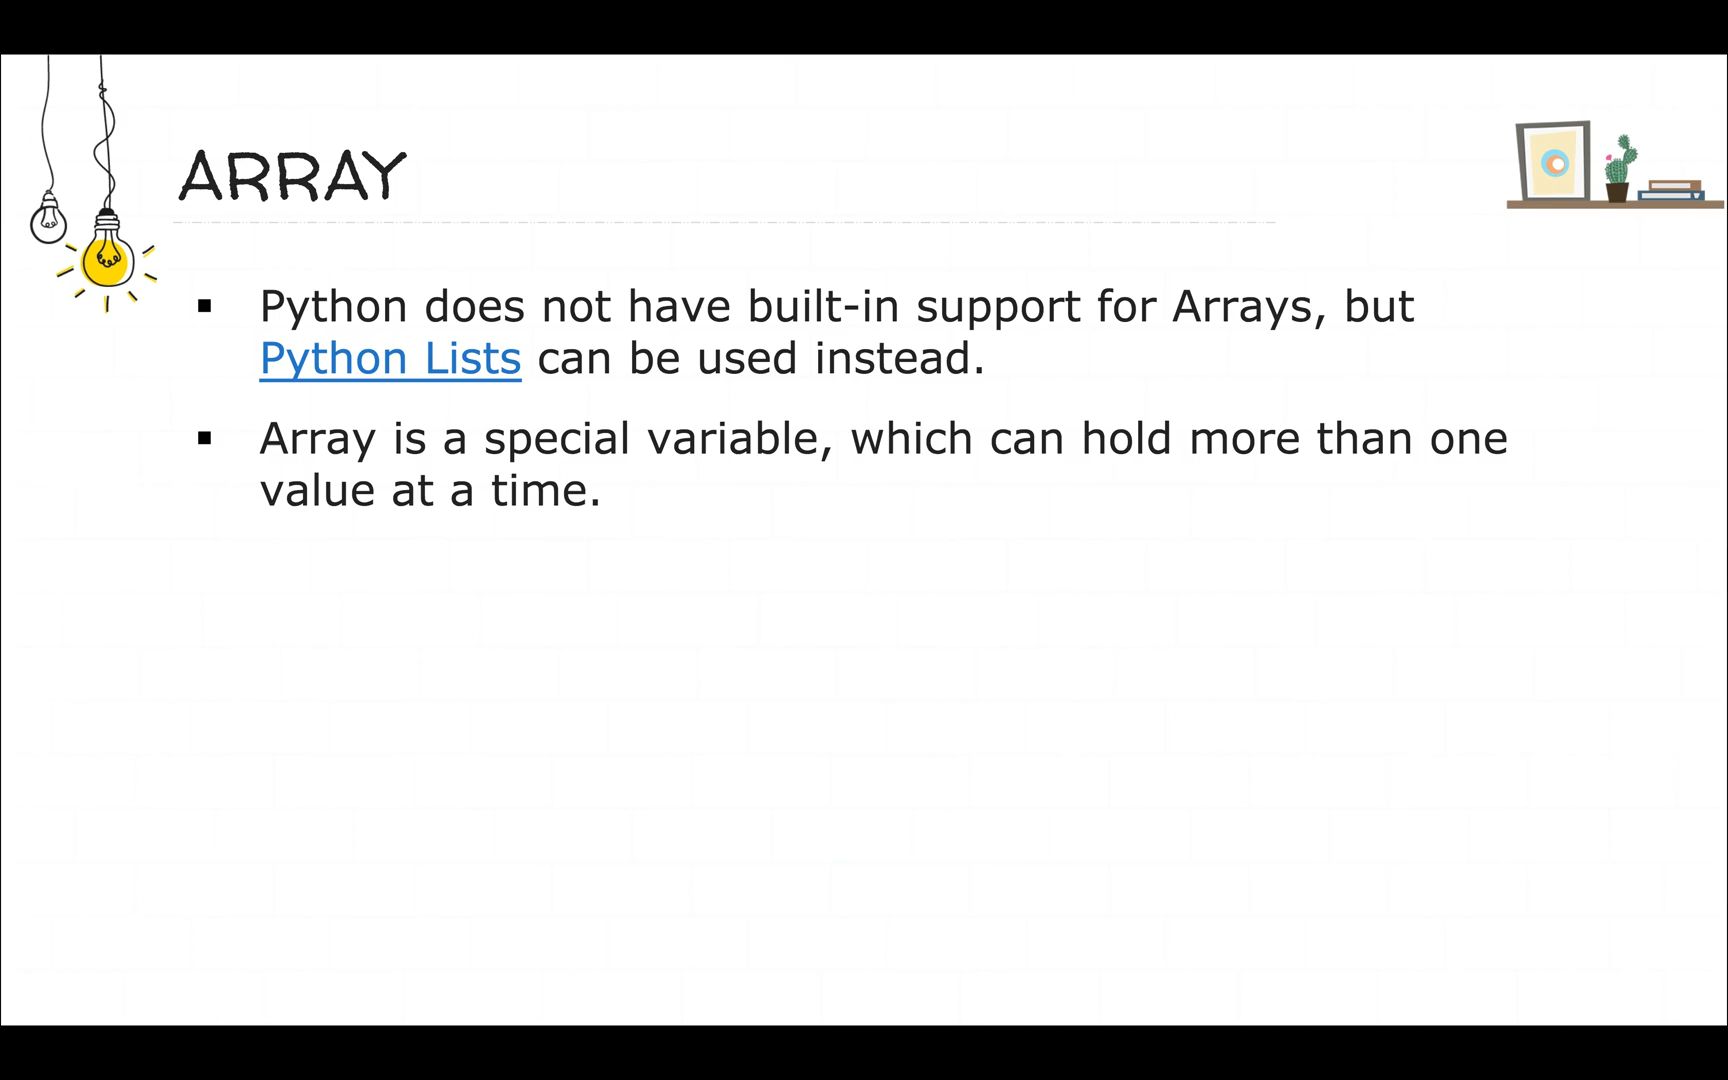 ARRAY
▪ Python does not have built-in support for Arrays, but
Python Lists can be used instead.
▪ Array is a special variable, which can hold more than one
value at a time.